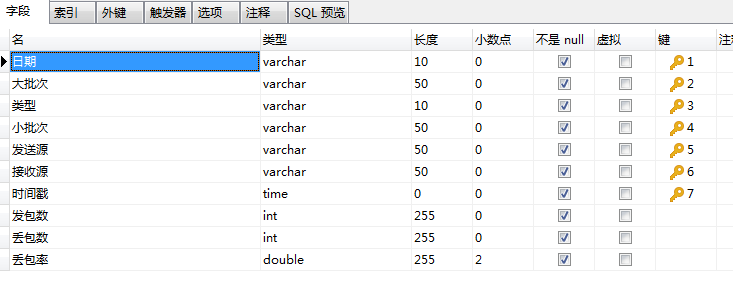 字段 索引 外键 触发器 选项 注释 SQL 预览
名 类型 长度 小数点 不是 null 虚拟 键 注释
日期 varchar 10 0 1
大批次 varchar 50 0 2
类型 varchar 10 0 3
小批次 varchar 50 0 4
发送源 varchar 50 0 5
接收源 varchar 50 0 6
时间戳 time 0 0 7
发包数 int 255 0
丢包数 int 255 0
丢包率 double 255 2